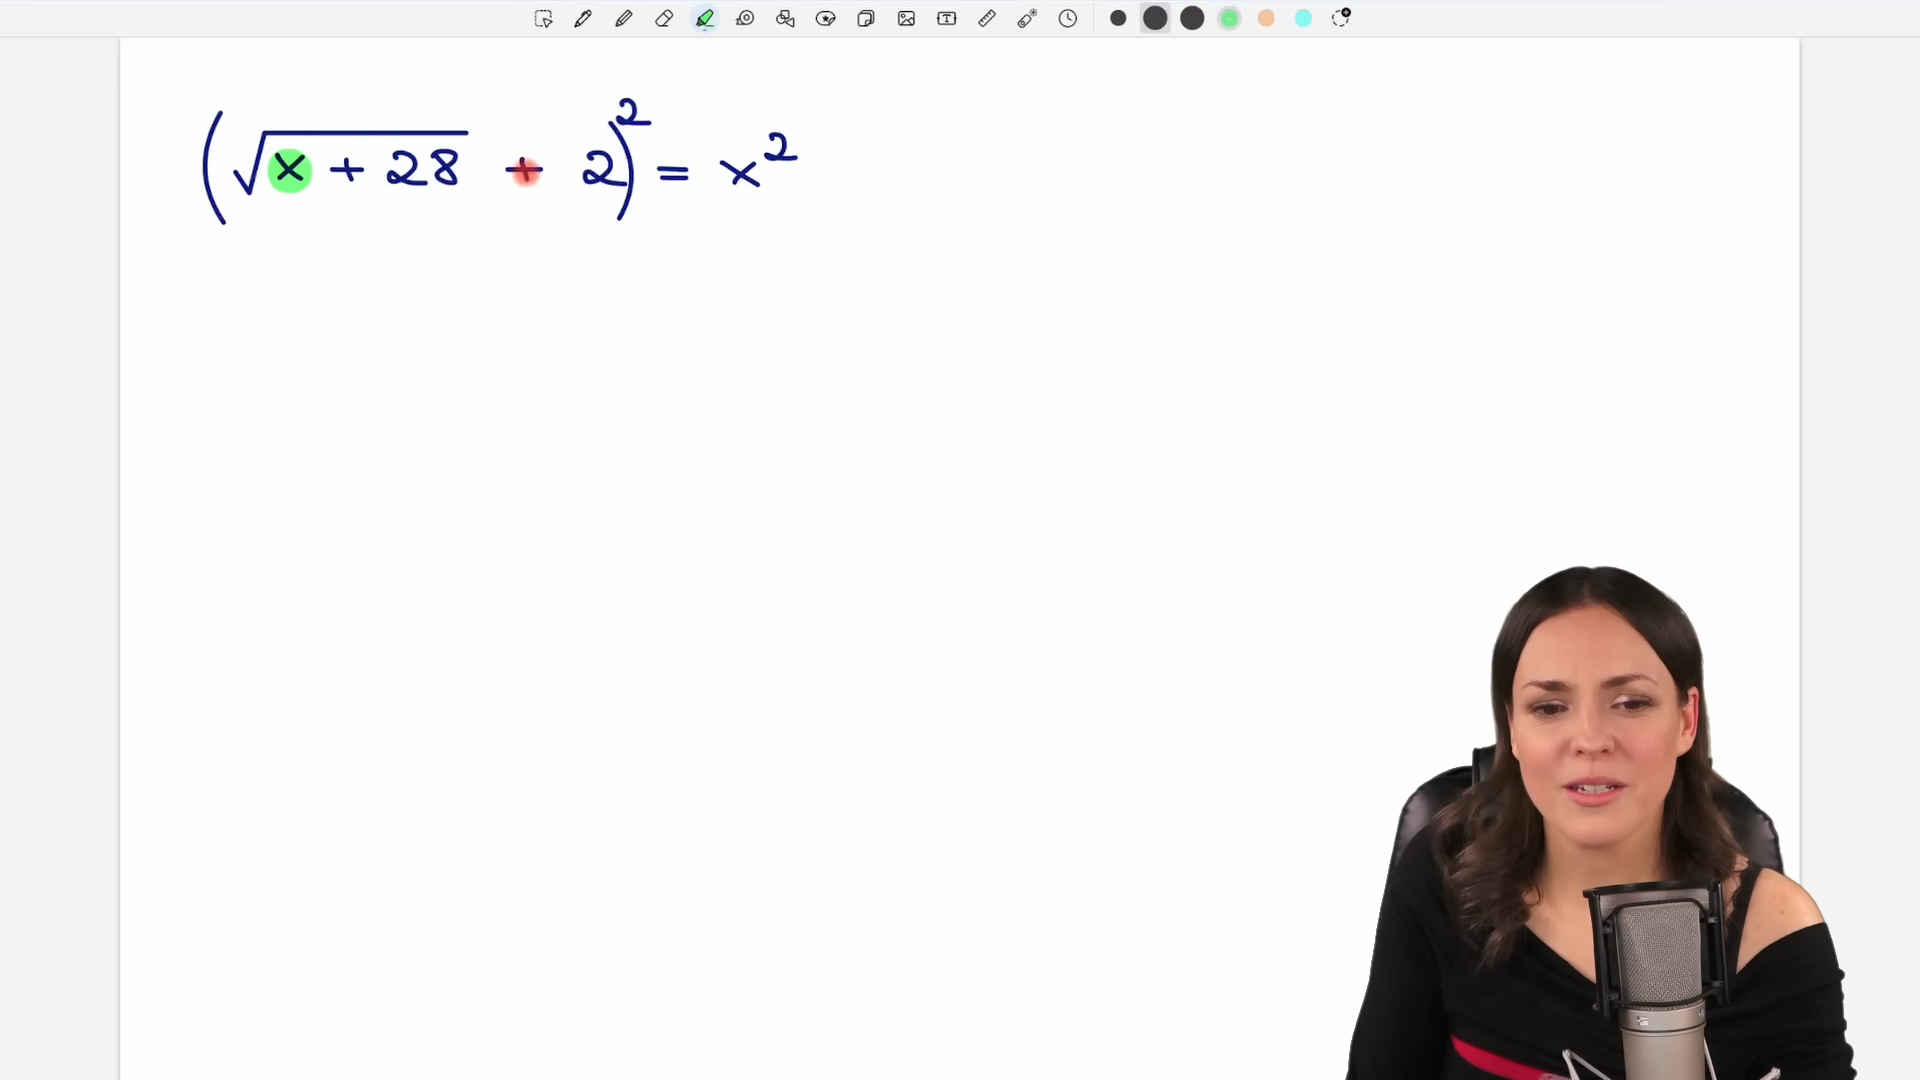 (√x + 28 + 2)² = x²